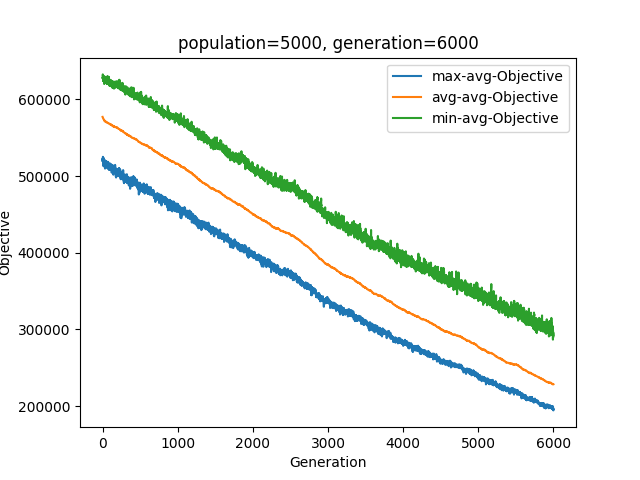 population=5000, generation=6000
max-avg-Objective
avg-avg-Objective
min-avg-Objective
600000
500000
400000
300000
200000
Objective
0 1000 2000 3000 4000 5000 6000
Generation